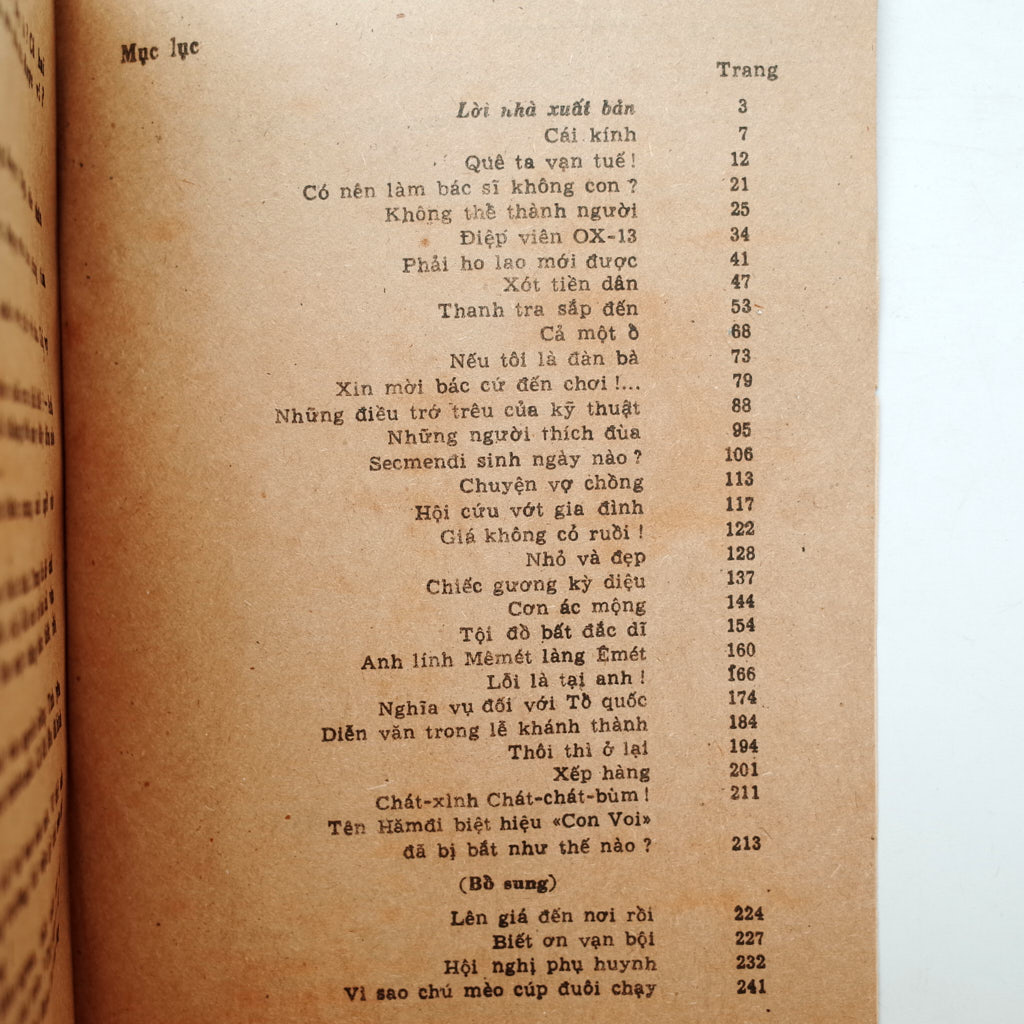 Mục lục
Trang
Lời nhà xuất bản 3
Cái kính 7
Quê ta vạn tuế! 12
Có nên làm bác sĩ không con? 21
Không thể thành người 25
Điệp viên OX-13 34
Phải ho lao mới được 41
Xót tiền dân 47
Thanh tra sắp đến 53
Cả một ổ 68
Nếu tôi là đàn bà 73
Xin mời bác cứ đến chơi!... 79
Những điều trớ trêu của kỹ thuật 88
Những người thích đùa 95
Secmenđi sinh ngày nào? 106
Chuyện vợ chồng 113
Hội cứu vớt gia đình 117
Giá không có ruồi! 122
Nhỏ và đẹp 128
Chiếc gương kỳ diệu 137
Cơn ác mộng 144
Tội đồ bất đắc dĩ 154
Anh lính Mêmét làng Êmét 160
Lỗi là tại anh! 166
Nghĩa vụ đối với Tổ quốc 174
Diễn văn trong lễ khánh thành 184
Thôi thì ở lại 194
Xếp hàng 201
Chát-xình Chát-chát-bùm! 211
Tên Hămđi biệt hiệu «Con Voi»
đã bị bắt như thế nào? 213
(Bổ sung)
Lên giá đến nơi rồi 224
Biết ơn vạn bội 227
Hội nghị phụ huynh 232
Vì sao chú mèo cúp đuôi chạy 241